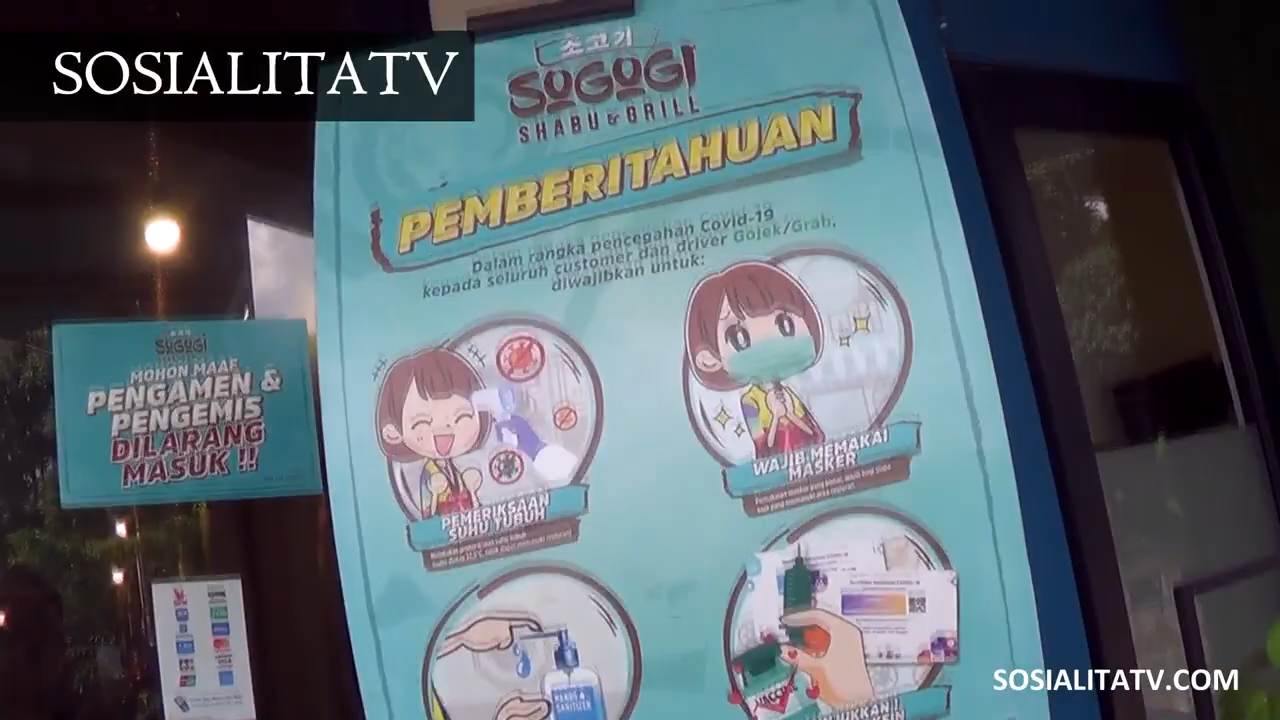 SOSIALITATV
소고기
SOGOGI
SHABU & GRILL
PEMBERITAHUAN
Dalam rangka pencegahan Covid-19
kepada seluruh customer dan driver Gojek/Grab,
diwajibkan untuk:
SOGOGI
MOHON MAAF
PENGAMEN &
PENGEMIS
DILARANG
MASUK !!
PEMERIKSAAN
SUHU TUBUH
WAJIB MEMAKAI
MASKER
HAND
SANITIZER
VACCINE
VISA
SOSIALITATV.COM